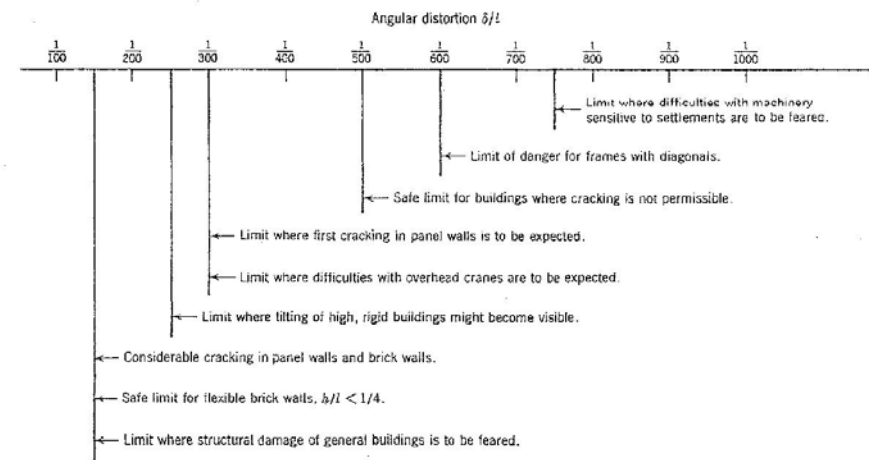 Angular distortion δ/l
1/100 1/200 1/300 1/400 1/500 1/600 1/700 1/800 1/900 1/1000
Limit where difficulties with machinery
sensitive to settlements are to be feared.
Limit of danger for frames with diagonals.
Safe limit for buildings where cracking is not permissible.
Limit where first cracking in panel walls is to be expected.
Limit where difficulties with overhead cranes are to be expected.
Limit where tilting of high, rigid buildings might become visible.
Considerable cracking in panel walls and brick walls.
Safe limit for flexible brick walls, h/l < 1/4.
Limit where structural damage of general buildings is to be feared.